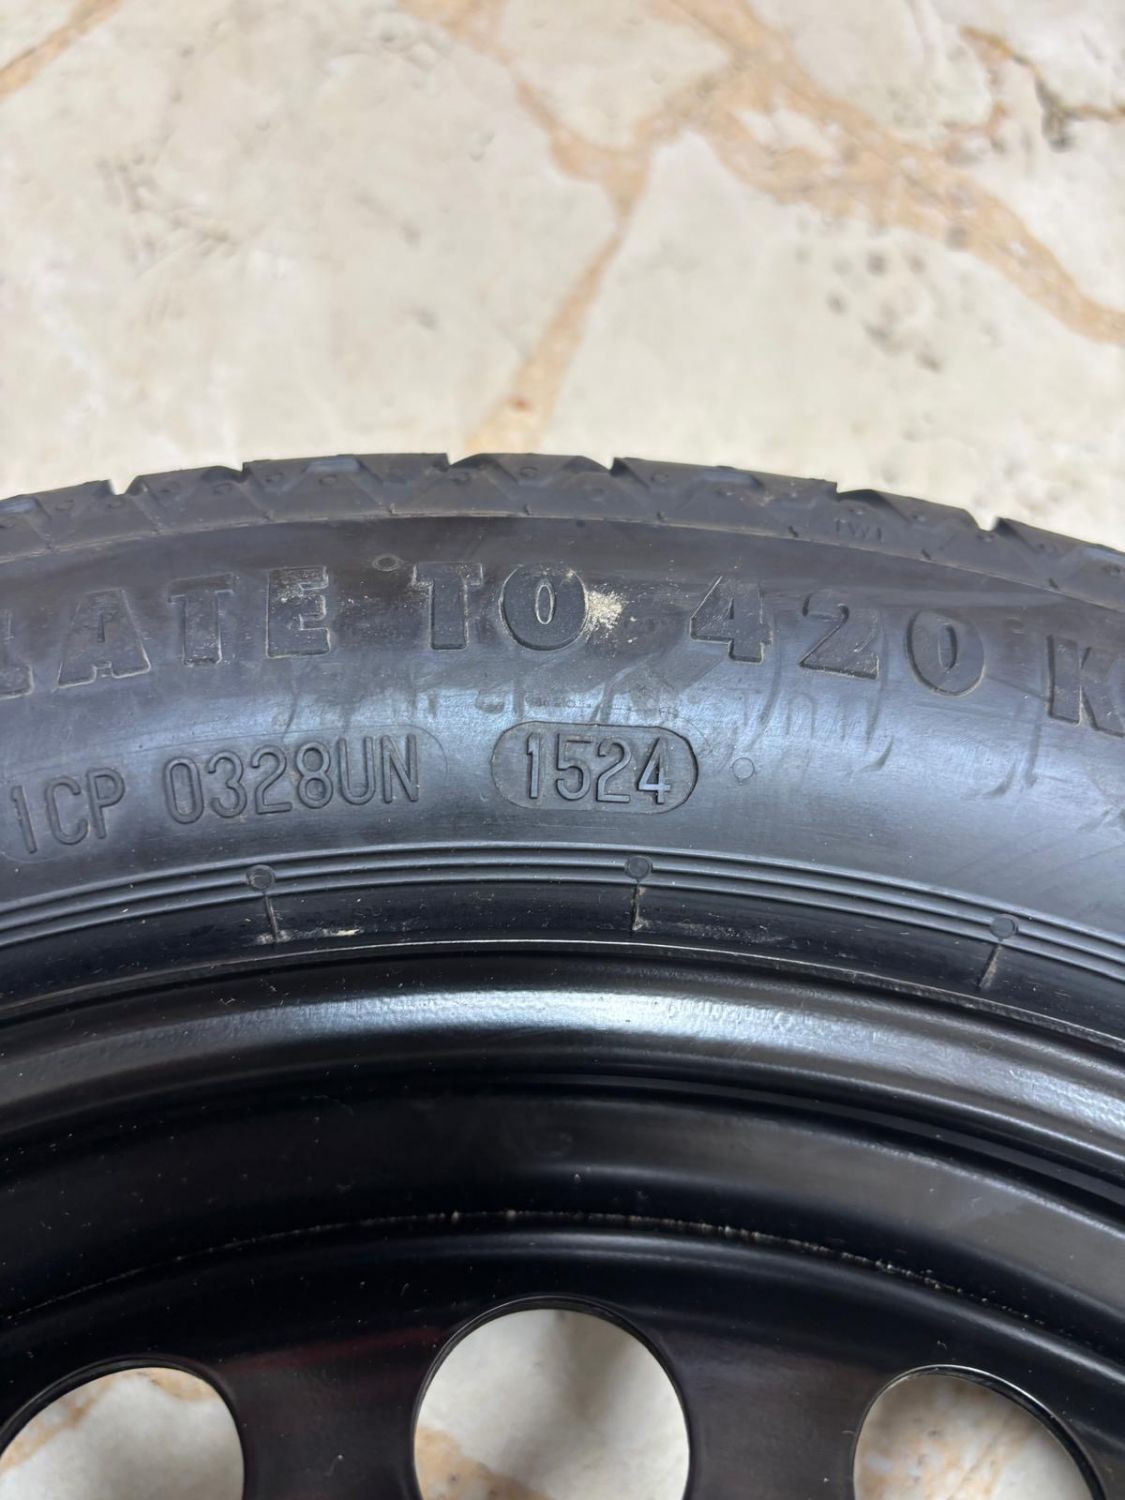 LATE TO 420 K
1CP 0328UN 1524
TWI